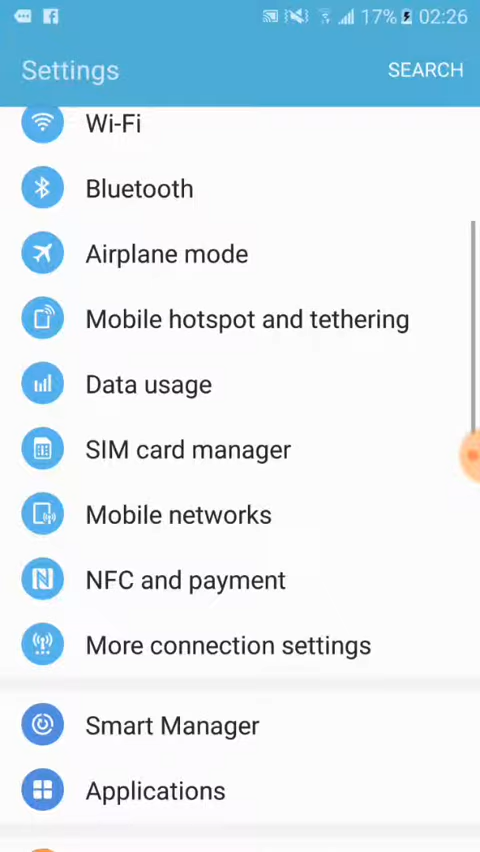 17% 02:26
Settings SEARCH
Wi-Fi
Bluetooth
Airplane mode
Mobile hotspot and tethering
Data usage
SIM card manager
Mobile networks
NFC and payment
More connection settings
Smart Manager
Applications